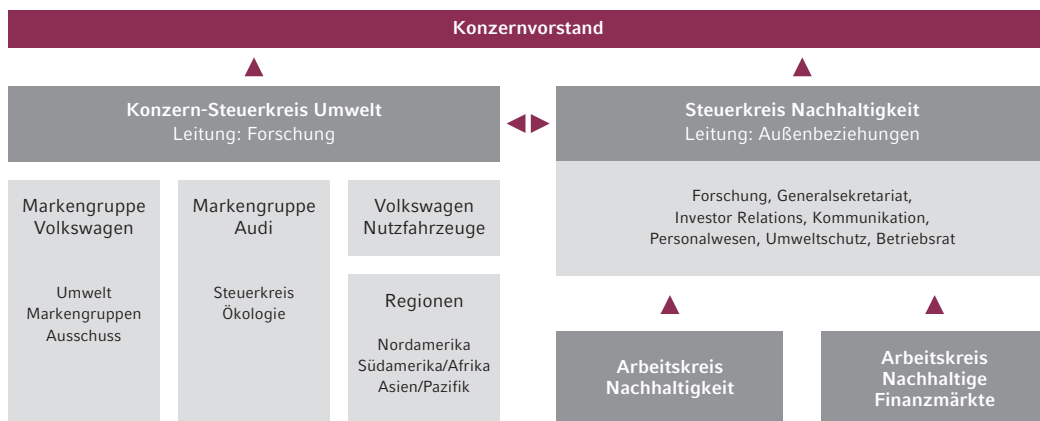 Konzernvorstand
Konzern-Steuerkreis Umwelt
Leitung: Forschung
Steuerkreis Nachhaltigkeit
Leitung: Außenbeziehungen
Markengruppe
Volkswagen
Umwelt
Markengruppen
Ausschuss
Markengruppe
Audi
Steuerkreis
Ökologie
Volkswagen
Nutzfahrzeuge
Regionen
Nordamerika
Südamerika/Afrika
Asien/Pazifik
Forschung, Generalsekretariat,
Investor Relations, Kommunikation,
Personalwesen, Umweltschutz, Betriebsrat
Arbeitskreis
Nachhaltigkeit
Arbeitskreis
Nachhaltige
Finanzmärkte